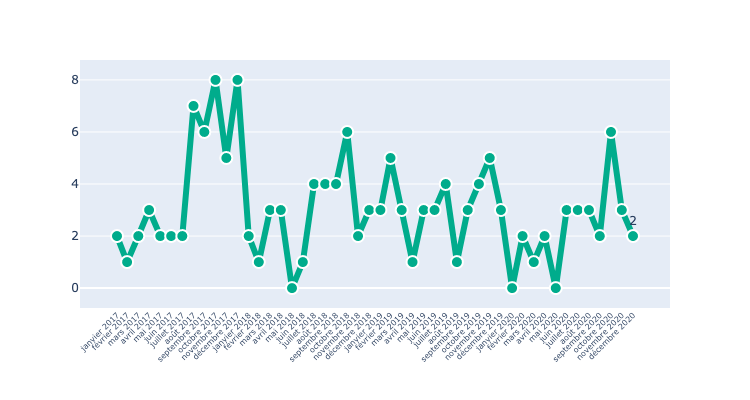 8
6
4
2
0
2
janvier 2017
février 2017
mars 2017
avril 2017
mai 2017
juin 2017
juillet 2017
août 2017
septembre 2017
octobre 2017
novembre 2017
décembre 2017
janvier 2018
février 2018
mars 2018
avril 2018
mai 2018
juin 2018
juillet 2018
août 2018
septembre 2018
octobre 2018
novembre 2018
décembre 2018
janvier 2019
février 2019
mars 2019
avril 2019
mai 2019
juin 2019
juillet 2019
août 2019
septembre 2019
octobre 2019
novembre 2019
décembre 2019
janvier 2020
février 2020
mars 2020
avril 2020
mai 2020
juin 2020
juillet 2020
août 2020
septembre 2020
octobre 2020
novembre 2020
décembre 2020